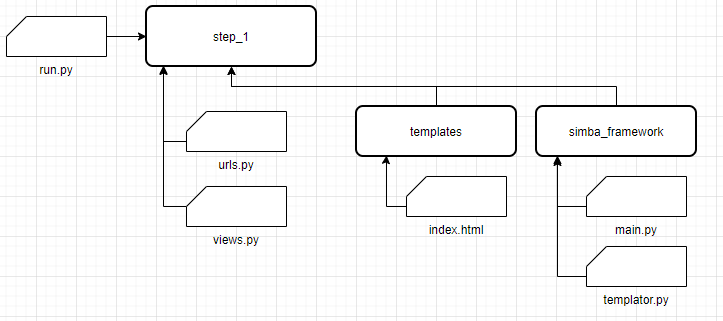 step_1
run.py
templates
simba_framework
urls.py
index.html
main.py
views.py
templator.py